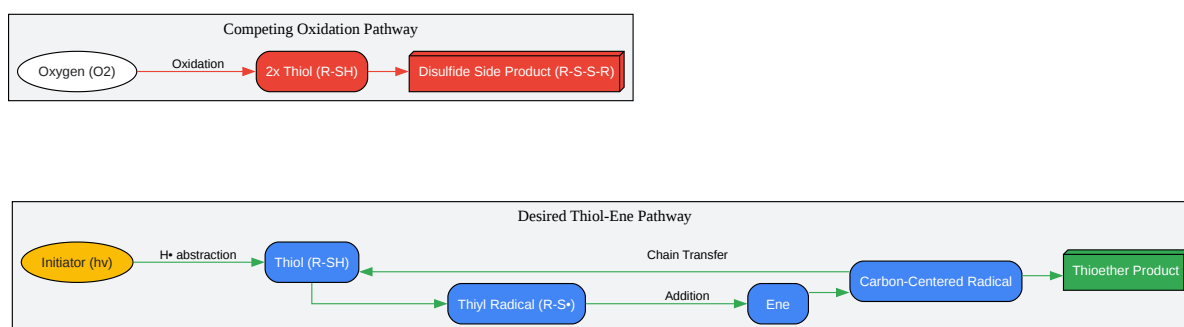 Competing Oxidation Pathway
Oxygen (O2)
Oxidation
2x Thiol (R-SH)
Disulfide Side Product (R-S-S-R)
Desired Thiol-Ene Pathway
Initiator (hv)
H• abstraction
Thiol (R-SH)
Chain Transfer
Thiyl Radical (R-S•)
Addition
Ene
Carbon-Centered Radical
Thioether Product